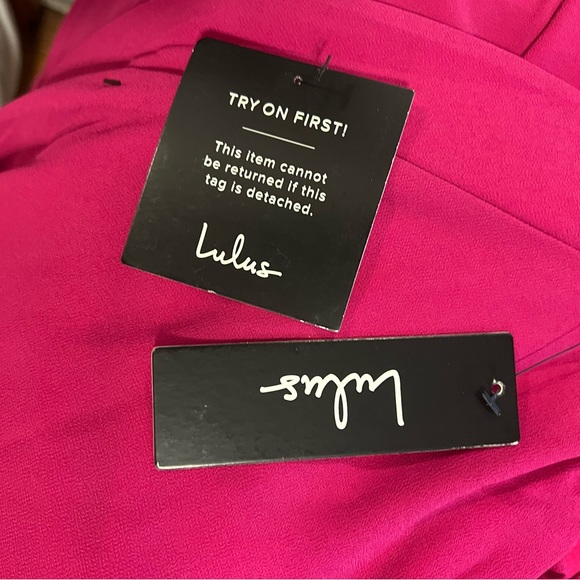 TRY ON FIRST!
This item cannot
be returned if this
tag is detached.
Lulus
Lulus